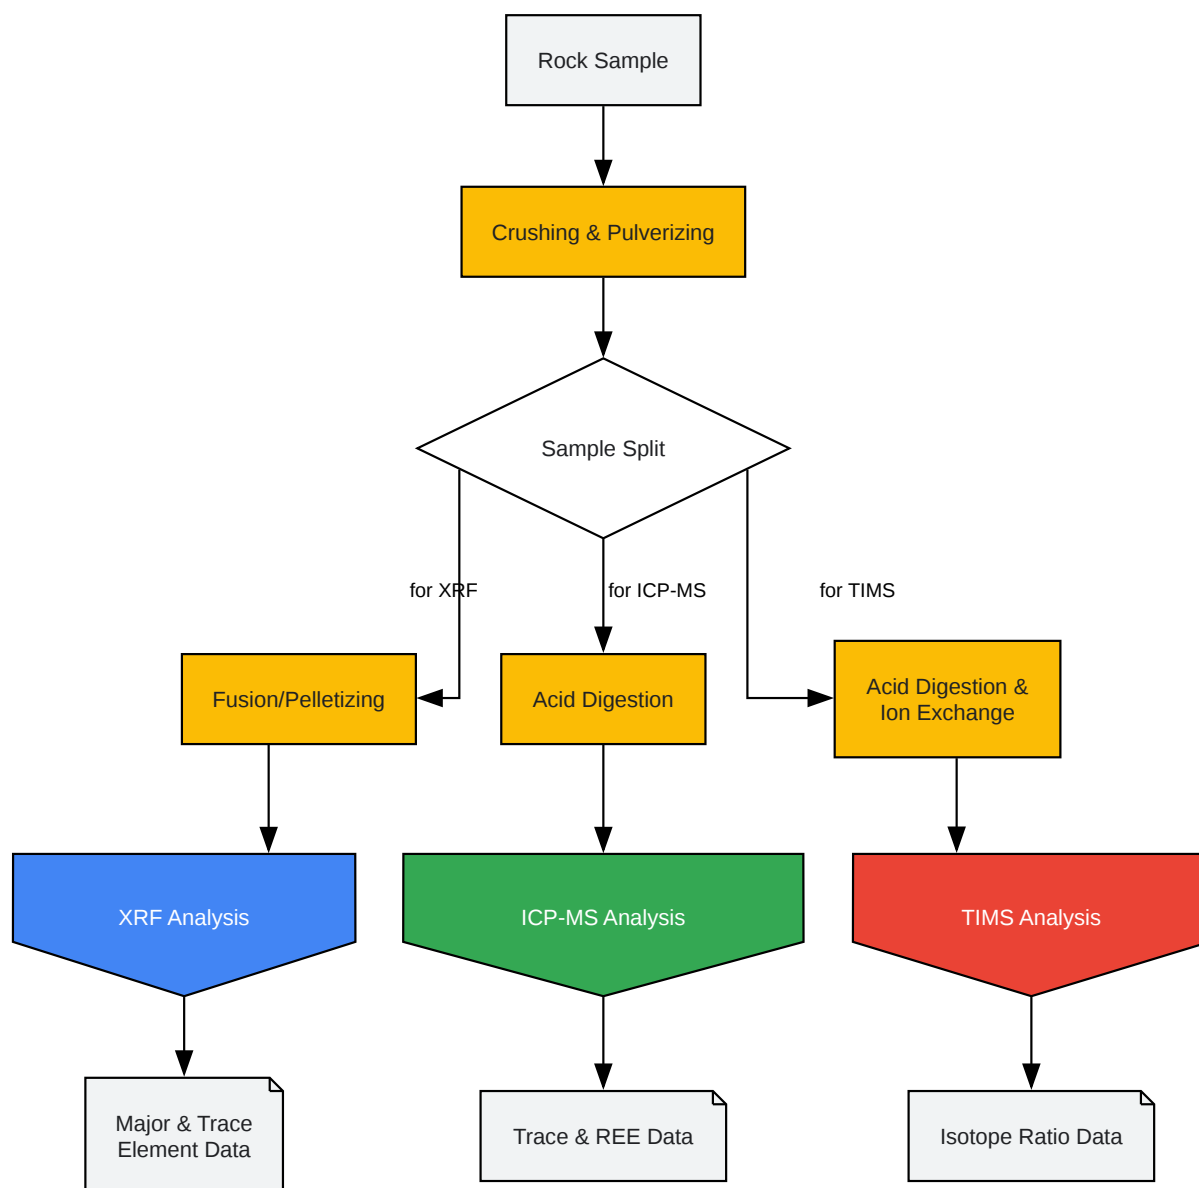 Rock Sample
Crushing & Pulverizing
Sample Split
for XRF
for ICP-MS
for TIMS
Fusion/Pelletizing
Acid Digestion
Acid Digestion &
Ion Exchange
XRF Analysis
ICP-MS Analysis
TIMS Analysis
Major & Trace
Element Data
Trace & REE Data
Isotope Ratio Data